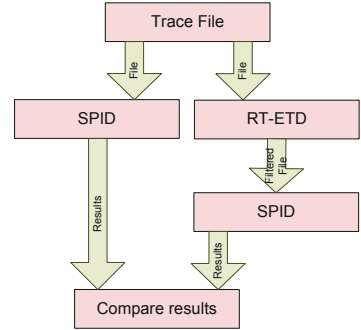 Trace File
File
File
SPID
RT-ETD
Filtered
File
SPID
Results
Results
Compare results